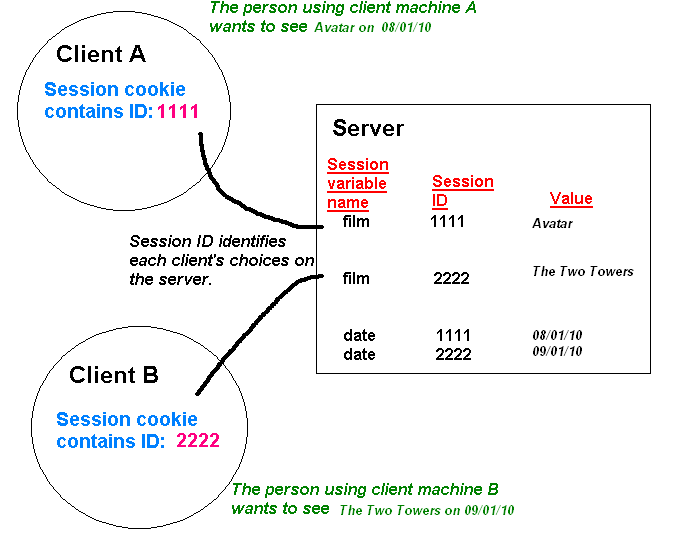 The person using client machine A
wants to see Avatar on 08/01/10
Client A
Session cookie
contains ID: 1111
Server
Session
variable
name
Session
ID
Value
film 1111 Avatar
Session ID identifies
each client's choices on
the server.
film 2222 The Two Towers
date 1111 08/01/10
date 2222 09/01/10
Client B
Session cookie
contains ID: 2222
The person using client machine B
wants to see The Two Towers on 09/01/10